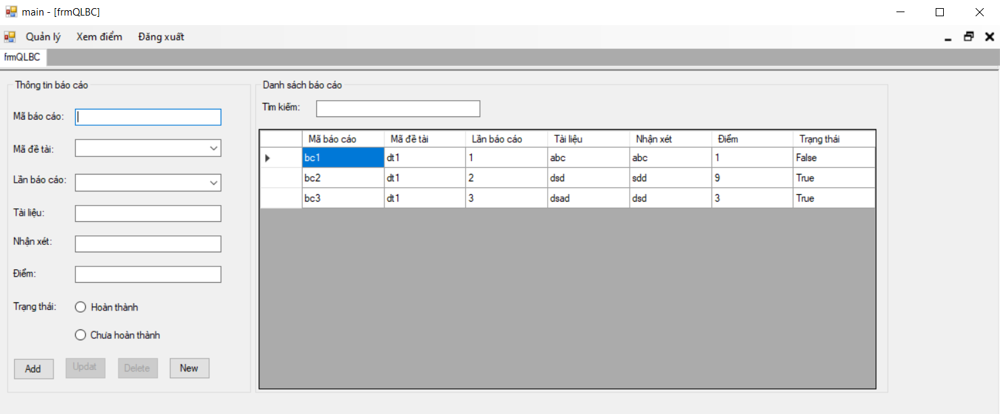 main - [frmQLBC]
Quản lý Xem điểm Đăng xuất
frmQLBC
Thông tin báo cáo
Mã báo cáo:
Mã đề tài:
Lần báo cáo:
Tài liệu:
Nhận xét:
Điểm:
Trạng thái: Hoàn thành
Chưa hoàn thành
Add Updat Delete New
Danh sách báo cáo
Tìm kiếm:
Mã báo cáo Mã đề tài Lần báo cáo Tài liệu Nhận xét Điểm Trạng thái
bc1 dt1 1 abc abc 1 False
bc2 dt1 2 dsd sdd 9 True
bc3 dt1 3 dsad dsd 3 True